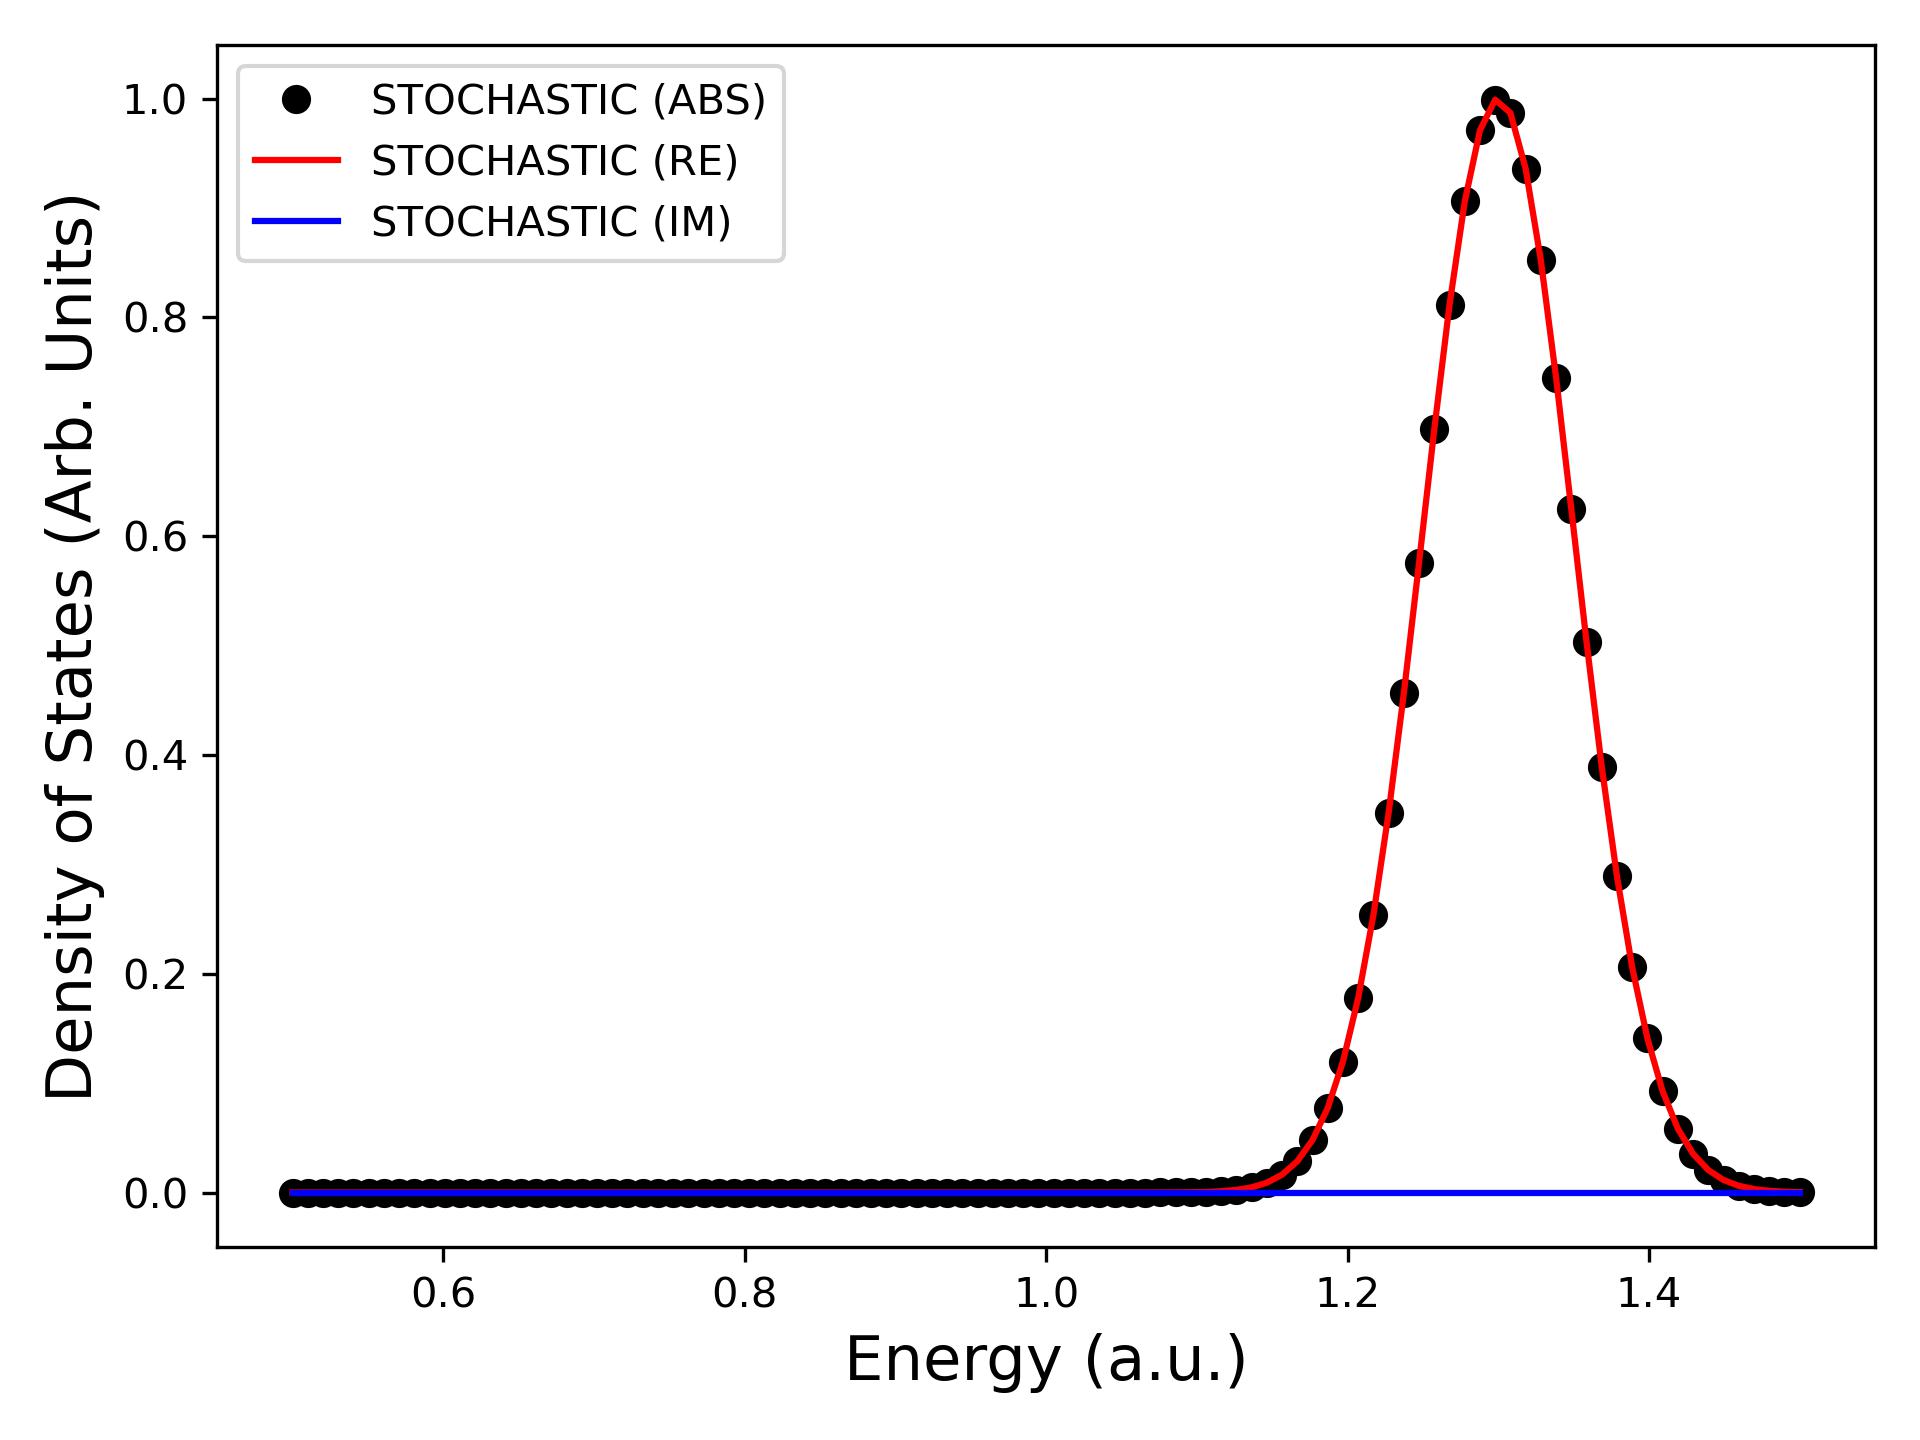 STOCHASTIC (ABS)
STOCHASTIC (RE)
STOCHASTIC (IM)
Density of States (Arb. Units)
1.0
0.8
0.6
0.4
0.2
0.0
0.6
0.8
1.0
1.2
1.4
Energy (a.u.)